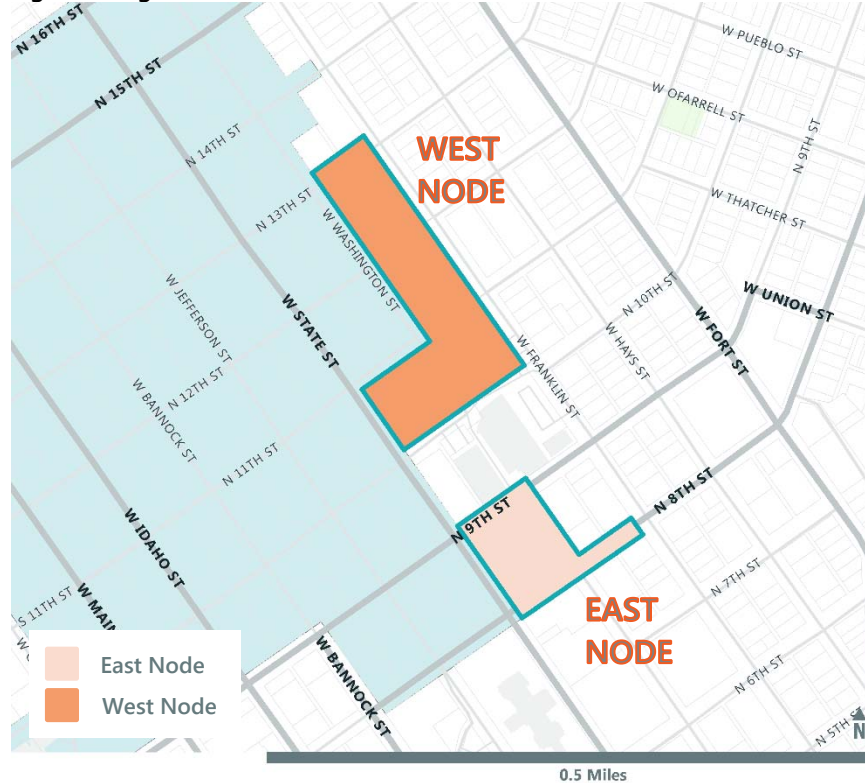 N 16TH ST
N 15TH ST
N 14TH ST
N 13TH ST
W WASHINGTON ST
WEST
NODE
W PUEBLO ST
W OFARRELL ST
N 9TH ST
W THATCHER ST
W UNION ST
W FORT ST
N 10TH ST
W HAYS ST
W FRANKLIN ST
W STATE ST
W JEFFERSON ST
N 12TH ST
W BANNOCK ST
N 11TH ST
W IDAHO ST
N 9TH ST
N 8TH ST
N 7TH ST
EAST
NODE
N 6TH ST
N 5TH ST
S 11TH ST
W MAIN
W BANNOCK ST
East Node
West Node
N
0.5 Miles